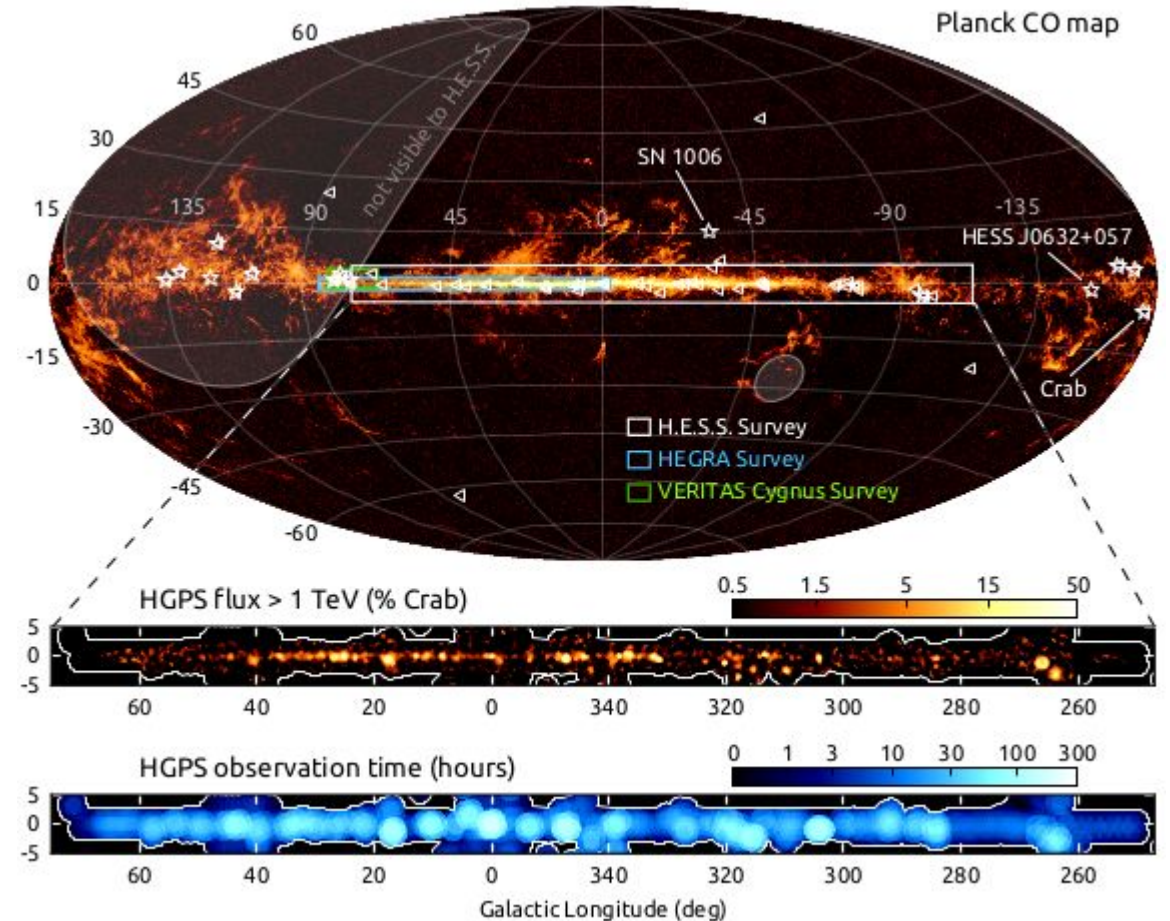 Planck CO map
60
45
30
15
0
-15
-30
-45
-60
not visible to H.E.S.S.
135 90 45 0 -45 -90 -135
SN 1006
HESS J0632+057
Crab
H.E.S.S. Survey
HEGRA Survey
VERITAS Cygnus Survey
HGPS flux > 1 TeV (% Crab)
0.5 1.5 5 15 50
5
0
-5
60 40 20 0 340 320 300 280 260
HGPS observation time (hours)
0 1 3 10 30 100 300
5
0
-5
60 40 20 0 340 320 300 280 260
Galactic Longitude (deg)